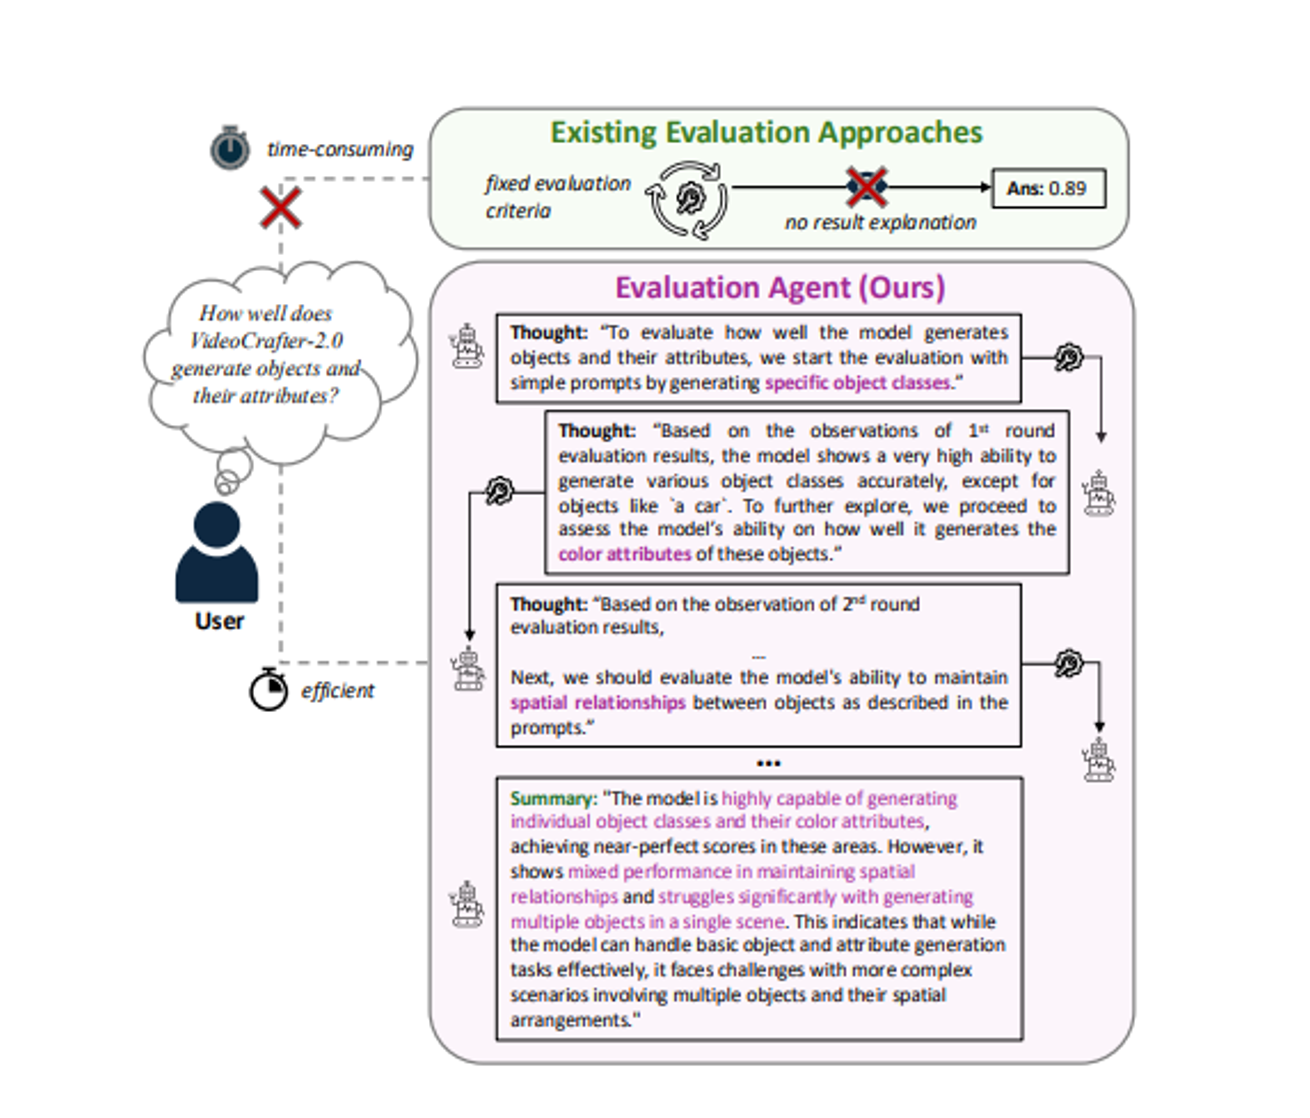 Existing Evaluation Approaches
time-consuming
fixed evaluation
criteria
no result explanation
Ans: 0.89
How well does
VideoCrafter-2.0
generate objects and
their attributes?
User
efficient
Evaluation Agent (Ours)
Thought: “To evaluate how well the model generates
objects and their attributes, we start the evaluation with
simple prompts by generating specific object classes.”
Thought: “Based on the observations of 1st round
evaluation results, the model shows a very high ability to
generate various object classes accurately, except for
objects like `a car`. To further explore, we proceed to
assess the model’s ability on how well it generates the
color attributes of these objects.”
Thought: “Based on the observation of 2nd round
evaluation results,
...
Next, we should evaluate the model's ability to maintain
spatial relationships between objects as described in the
prompts.”
...
Summary: "The model is highly capable of generating
individual object classes and their color attributes,
achieving near-perfect scores in these areas. However, it
shows mixed performance in maintaining spatial
relationships and struggles significantly with generating
multiple objects in a single scene. This indicates that while
the model can handle basic object and attribute generation
tasks effectively, it faces challenges with more complex
scenarios involving multiple objects and their spatial
arrangements."